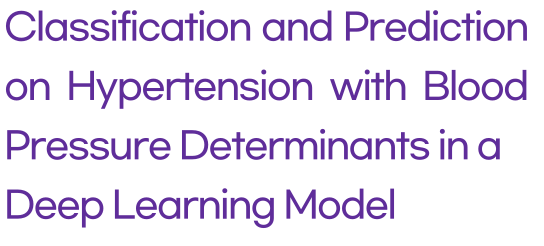 Classification and Prediction
on Hypertension with Blood
Pressure Determinants in a
Deep Learning Model